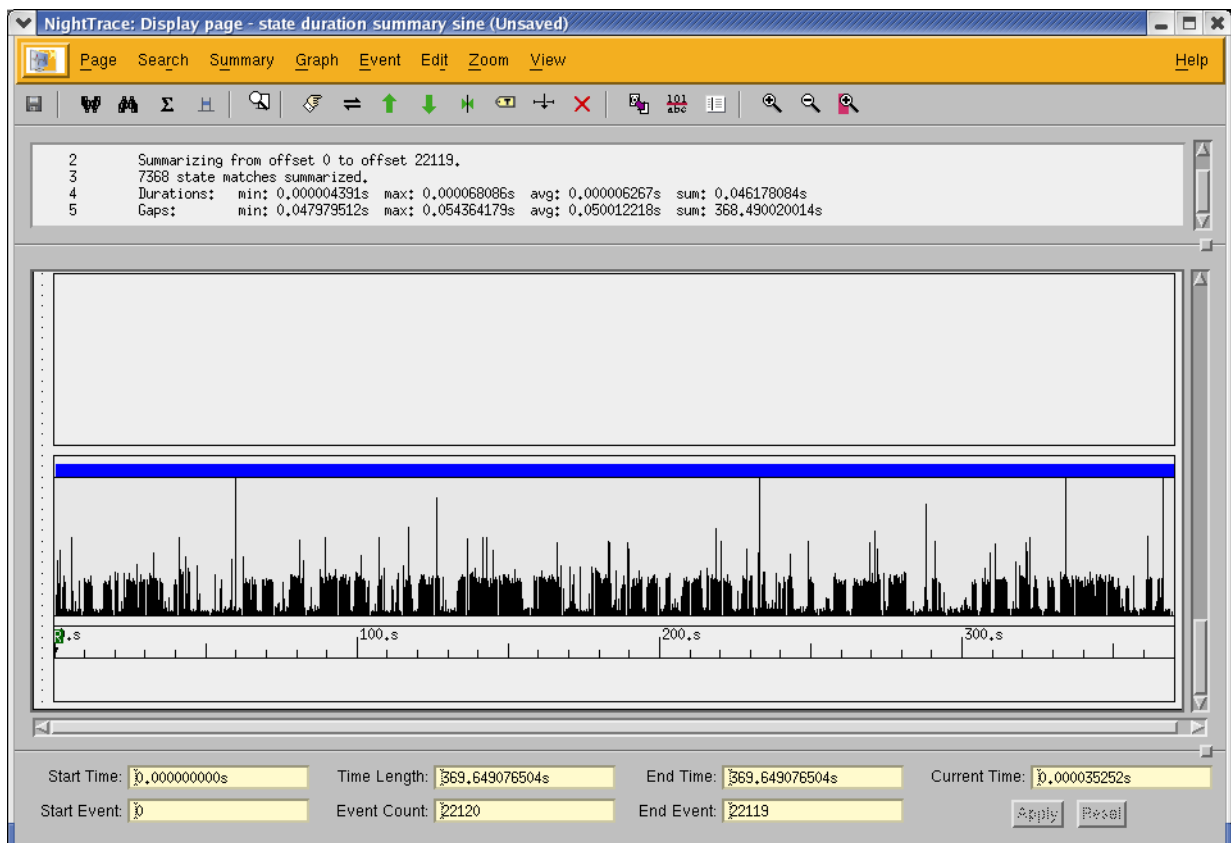 NightTrace: Display page - state duration summary sine (Unsaved)
Page Search Summary Graph Event Edit Zoom View Help
Σ T 101 abc
2 Summarizing from offset 0 to offset 22119.
3 7368 state matches summarized.
4 Durations: min: 0.000004391s max: 0.000068086s avg: 0.000006267s sum: 0.046178084s
5 Gaps: min: 0.047979512s max: 0.054364179s avg: 0.050012218s sum: 368.490020014s
R .s 100.s 200.s 300.s
Start Time: 0.000000000s Time Length: 369.649076504s End Time: 369.649076504s Current Time: 0.000035252s
Start Event: 0 Event Count: 22120 End Event: 22119 Apply Reset